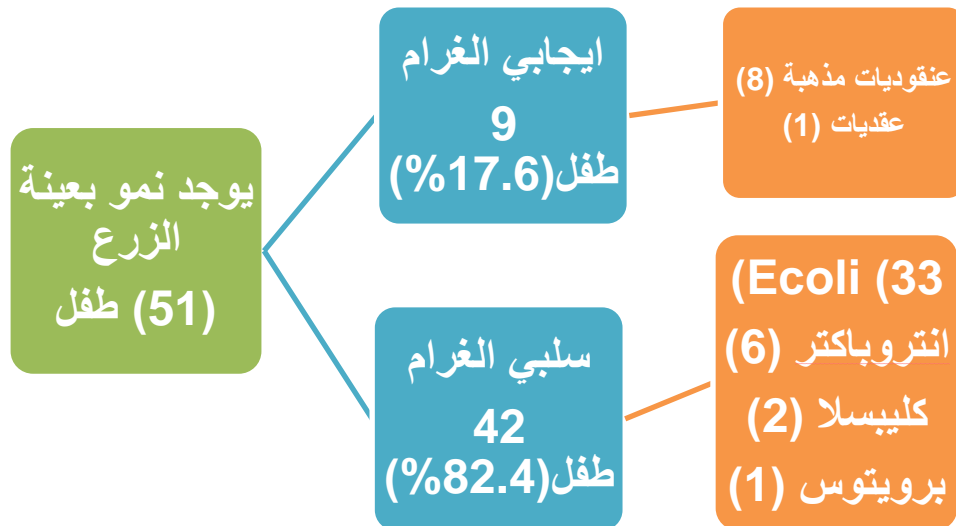 يوجد نمو بعينة
الزرع
(51) طفل
ايجابي الغرام
9
طفل(17.6%)
عنقوديات مذهبة (8)
عقديات (1)
سلبي الغرام
42
طفل(82.4%)
Ecoli (33)
انتروباكتر (6)
كليبسلا (2)
برويتوس (1)